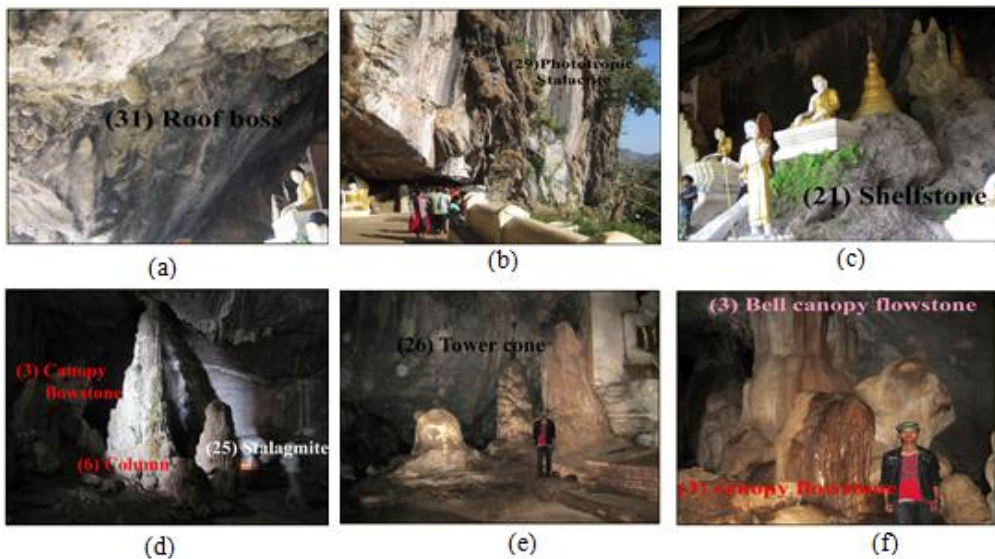 (31) Roof boss
(29)Phototropic
Stalactite
(21) Shelfstone
(a)
(b)
(c)
(3) Canopy
flowstone
(6) Column
(25) Stalagmite
(26) Tower cone
(3) Bell canopy flowstone
(3) canopy flowstone
(d)
(e)
(f)